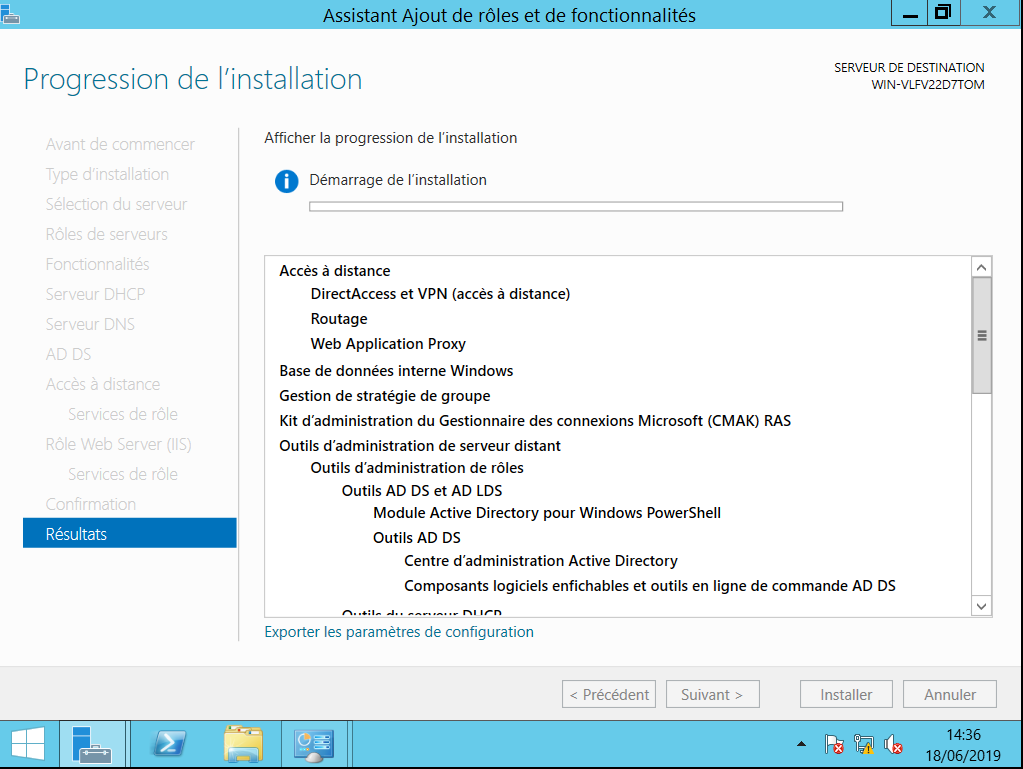 Assistant Ajout de rôles et de fonctionnalités
Progression de l'installation
SERVEUR DE DESTINATION
WIN-VLFV22D7TOM
Avant de commencer
Type d'installation
Sélection du serveur
Rôles de serveurs
Fonctionnalités
Serveur DHCP
Serveur DNS
AD DS
Accès à distance
Services de rôle
Rôle Web Server (IIS)
Services de rôle
Confirmation
Résultats
Afficher la progression de l'installation
Démarrage de l'installation
Accès à distance
DirectAccess et VPN (accès à distance)
Routage
Web Application Proxy
Base de données interne Windows
Gestion de stratégie de groupe
Kit d'administration du Gestionnaire des connexions Microsoft (CMAK) RAS
Outils d'administration de serveur distant
Outils d'administration de rôles
Outils AD DS et AD LDS
Module Active Directory pour Windows PowerShell
Outils AD DS
Centre d'administration Active Directory
Composants logiciels enfichables et outils en ligne de commande AD DS
Outils du serveur DHCP
Exporter les paramètres de configuration
< Précédent
Suivant >
Installer
Annuler
14:36
18/06/2019